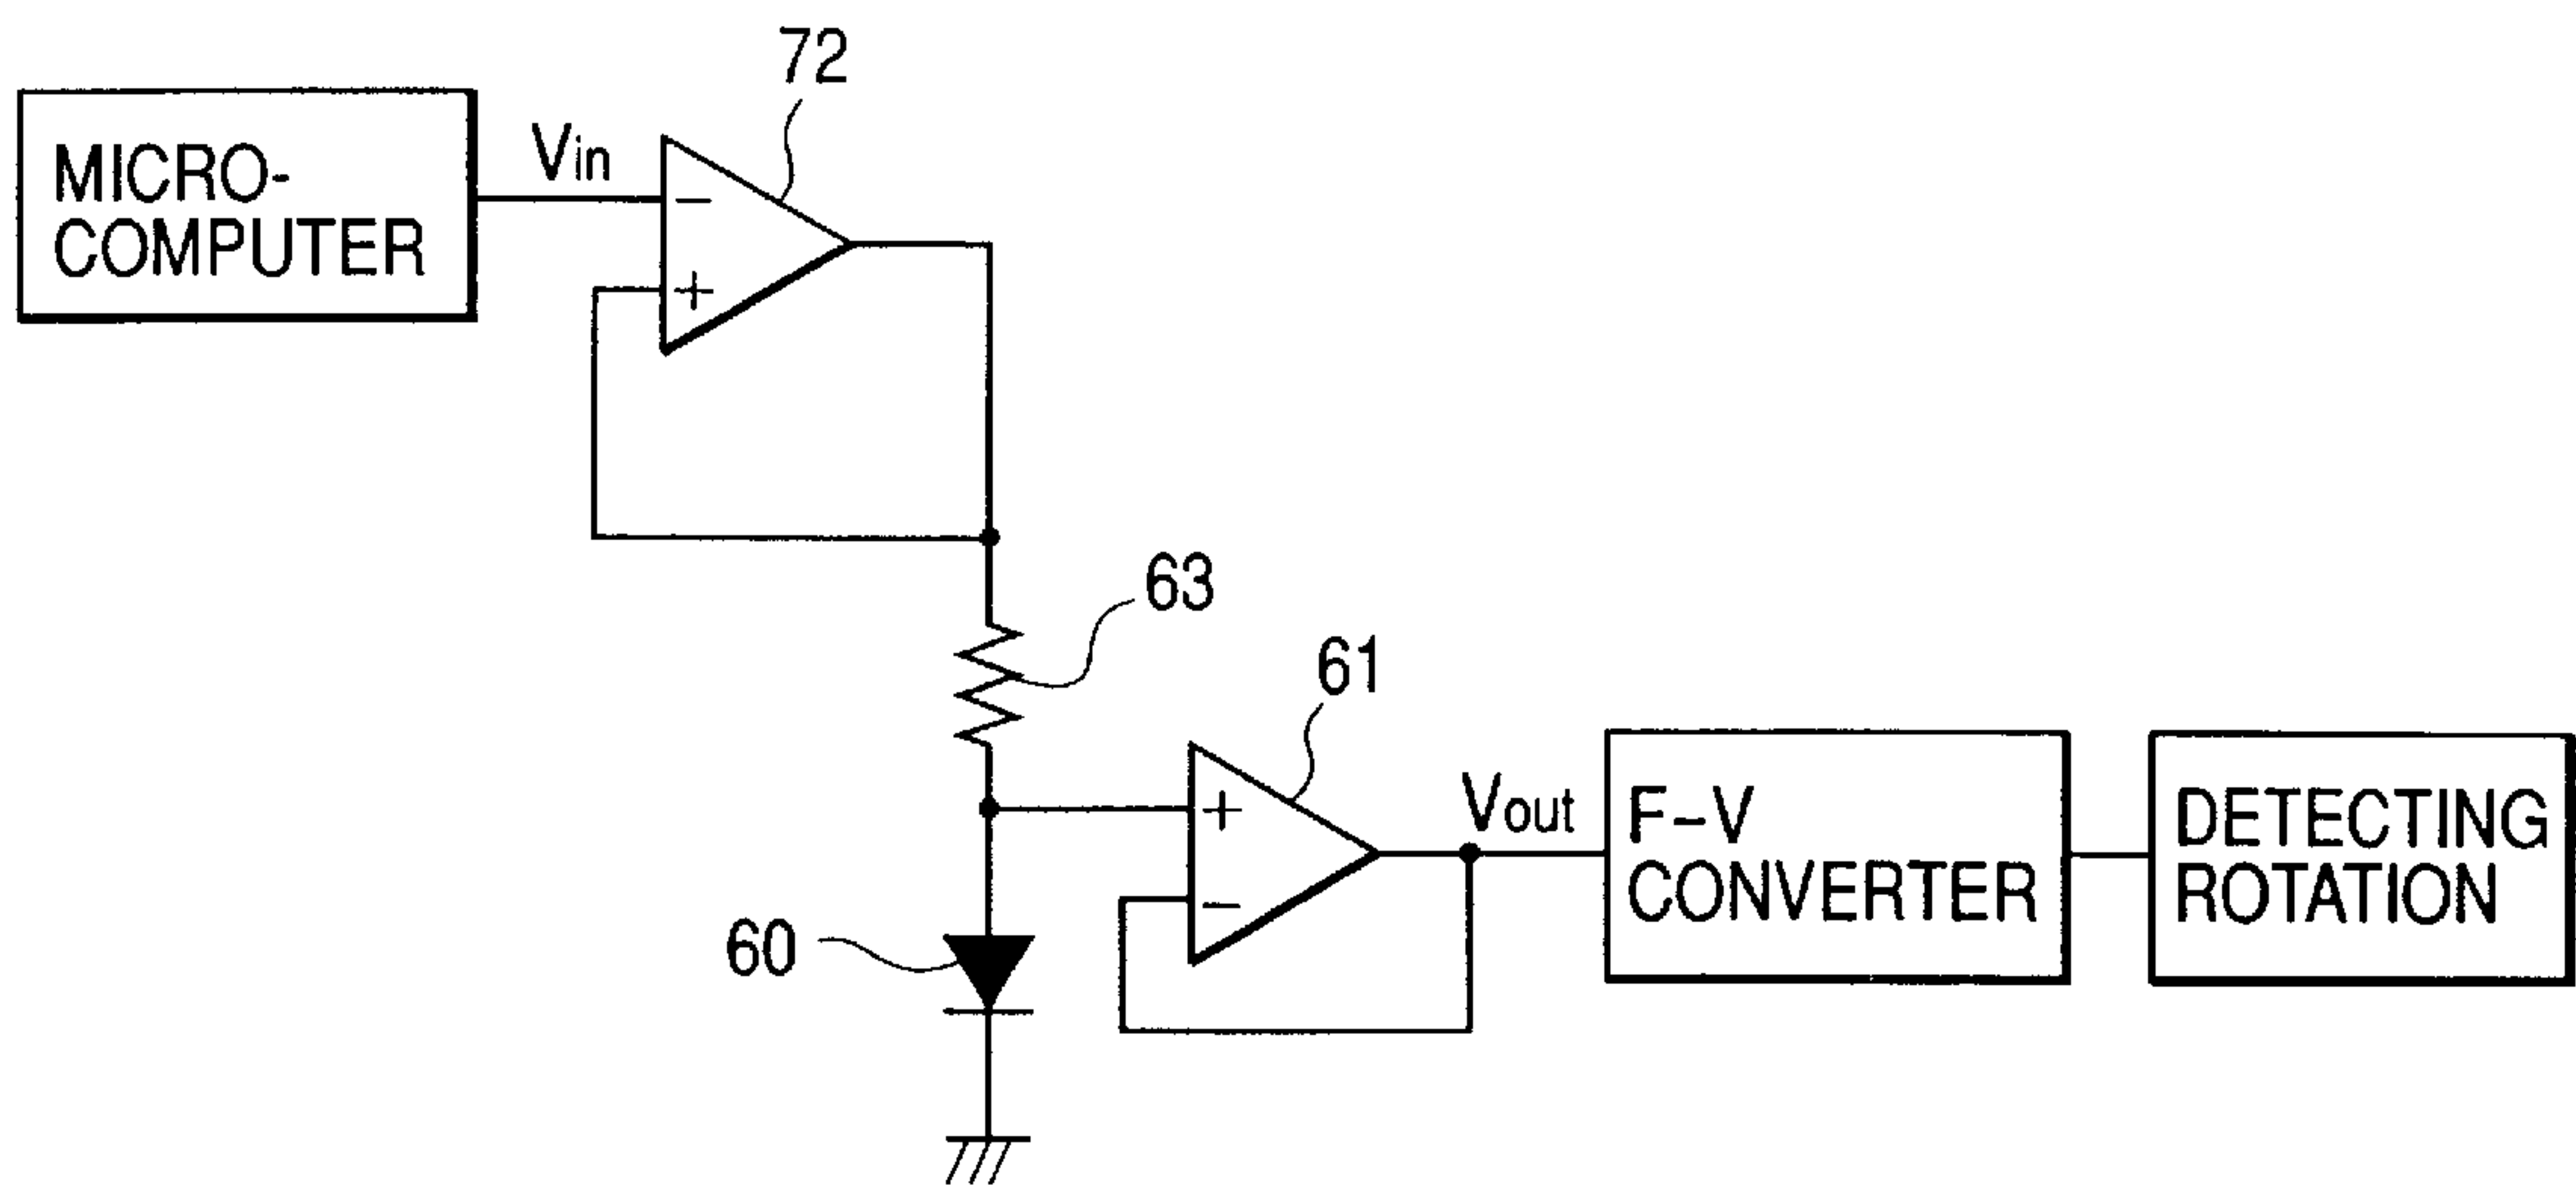 72
MICRO-
COMPUTER
Vin
−
+
63
61
+
−
Vout
F−V
CONVERTER
DETECTING
ROTATION
60